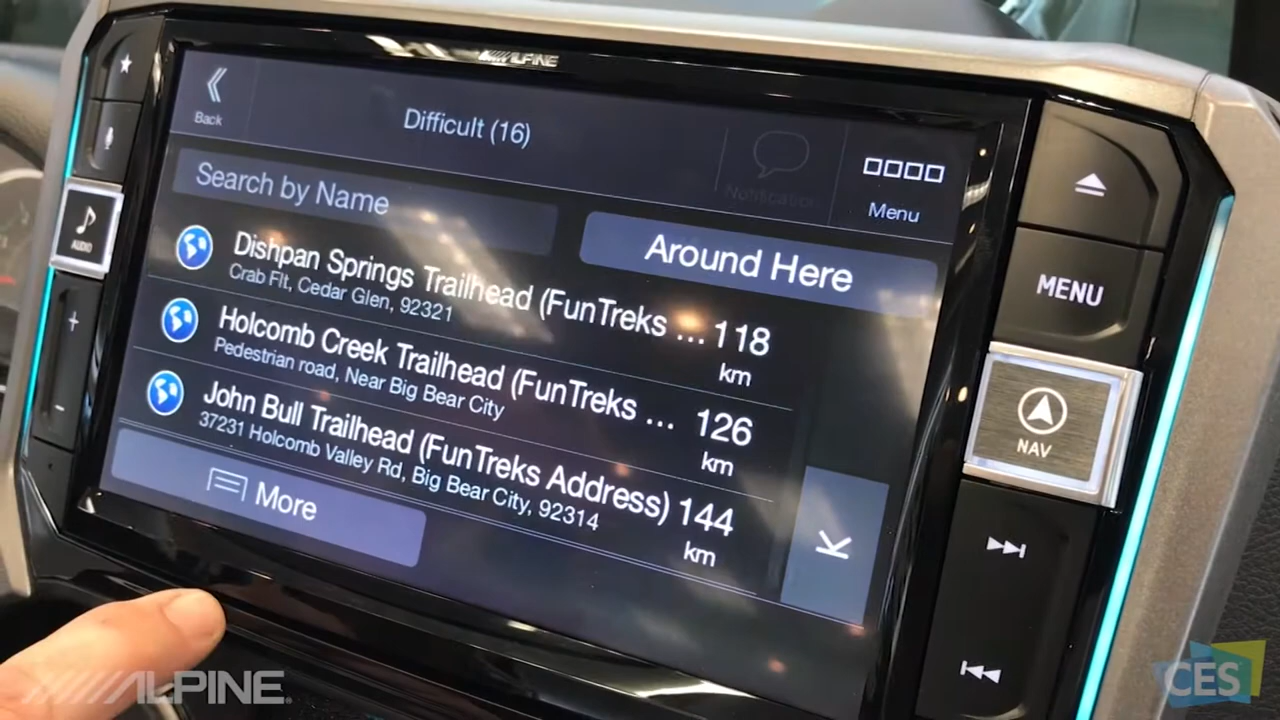 ALPINE
Back
Difficult (16)
Notification
Menu
Search by Name
Around Here
Dishpan Springs Trailhead (FunTreks ... 118
km
Crab Flt, Cedar Glen, 92321
Holcomb Creek Trailhead (FunTreks ... 126
km
Pedestrian road, Near Big Bear City
John Bull Trailhead (FunTreks Address) 144
km
37231 Holcomb Valley Rd, Big Bear City, 92314
More
AUDIO
+
-
MENU
NAV
ALPINE
CES